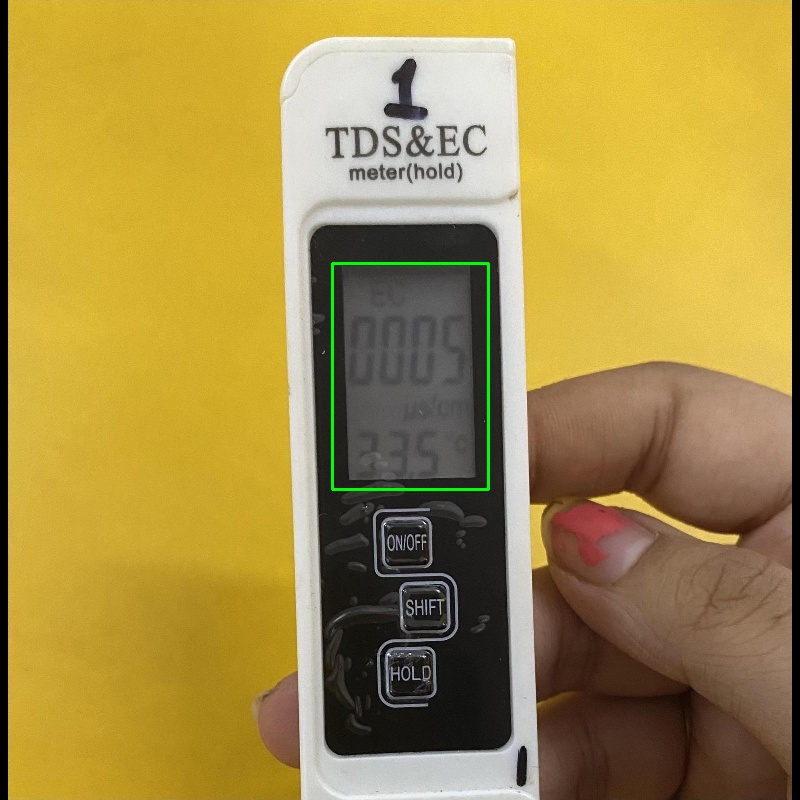 1
TDS&EC
meter(hold)
EC
0005
µs/cm
33.5 °
ON/OFF
SHIFT
HOLD